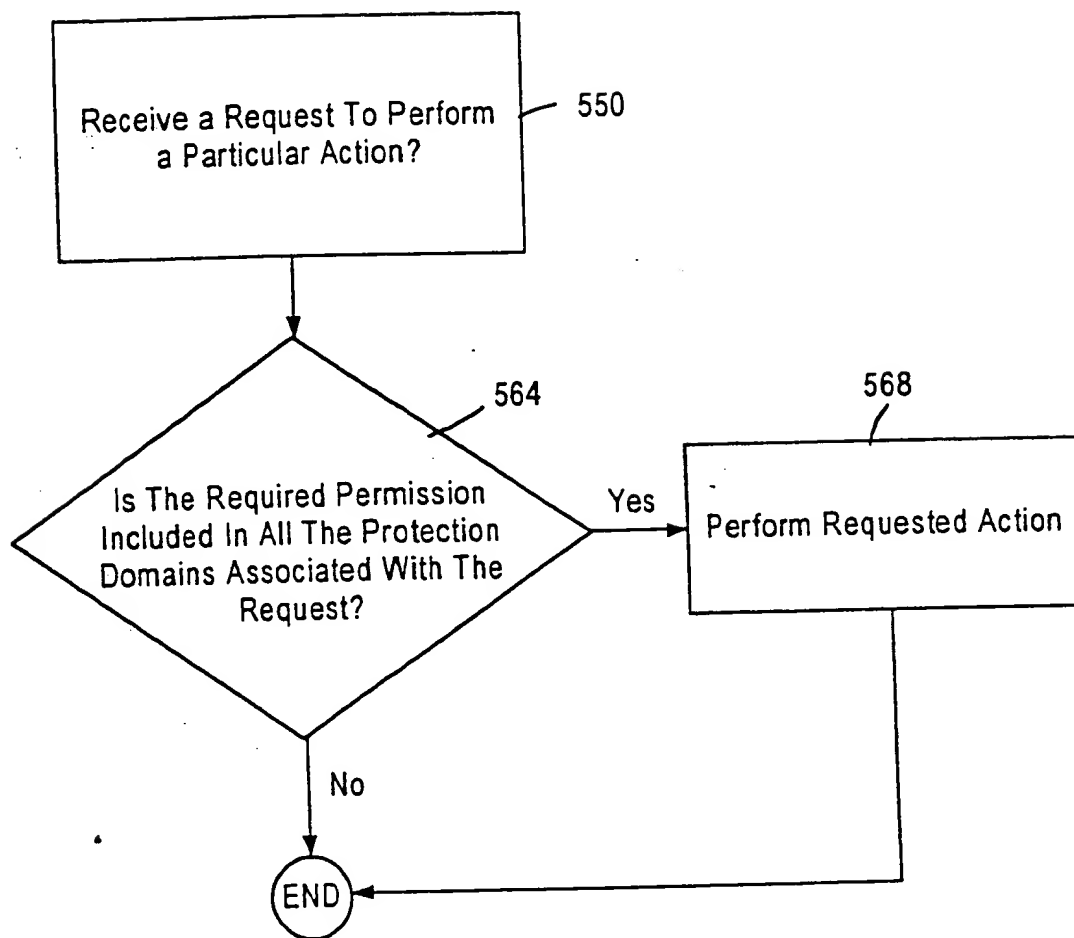 Receive a Request To Perform
a Particular Action?
550
564
Is The Required Permission
Included In All The Protection
Domains Associated With The
Request?
Yes
568
Perform Requested Action
No
END